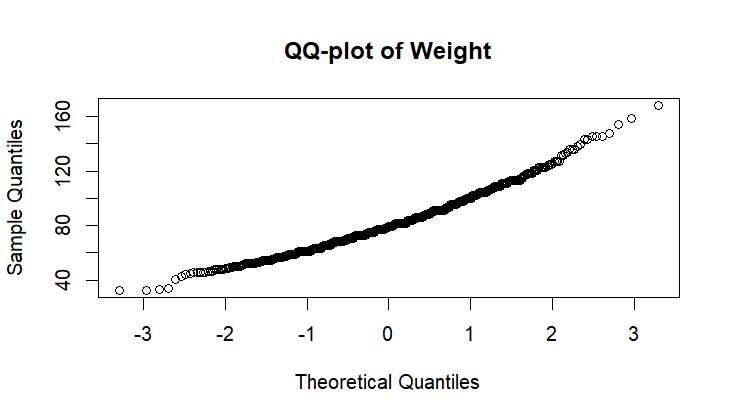 QQ-plot of Weight
Sample Quantiles
160
120
80
40
-3 -2 -1 0 1 2 3
Theoretical Quantiles